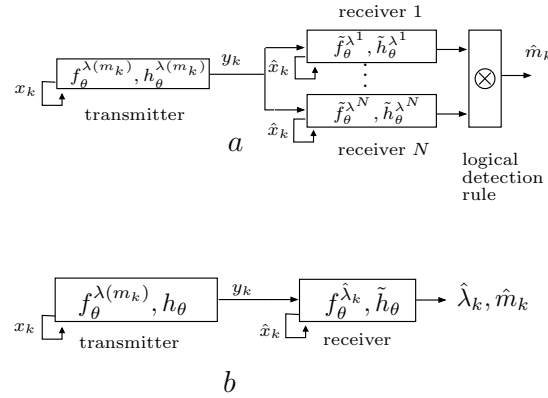 receiver 1
f̃_θ^{λ^1}, h̃_θ^{λ^1}
y_k
x̂_k
m̂_k
f_θ^{λ(m_k)}, h_θ^{λ(m_k)}
x_k
⋮
⊗
transmitter
f̃_θ^{λ^N}, h̃_θ^{λ^N}
x̂_k
a
receiver N
logical
detection
rule
f_θ^{λ(m_k)}, h_θ
y_k
f_θ^{λ̂_k}, h̃_θ
λ̂_k, m̂_k
x_k
x̂_k
transmitter
receiver
b